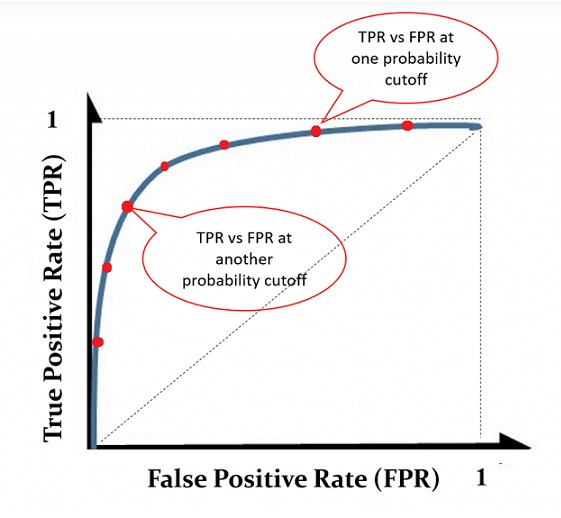 TPR vs FPR at
one probability
cutoff
1
True Positive Rate (TPR)
TPR vs FPR at
another
probability cutoff
False Positive Rate (FPR)
1